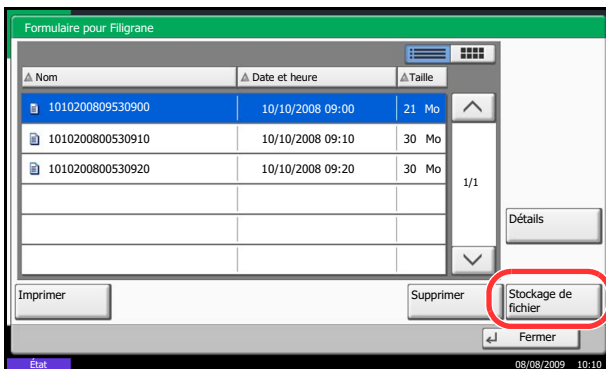 Formulaire pour Filigrane
Nom Date et heure Taille
1010200809530900 10/10/2008 09:00 21 Mo
1010200800530910 10/10/2008 09:10 30 Mo
1010200800530920 10/10/2008 09:20 30 Mo
1/1
Détails
Imprimer Supprimer Stockage de
fichier
Fermer
État 08/08/2009 10:10